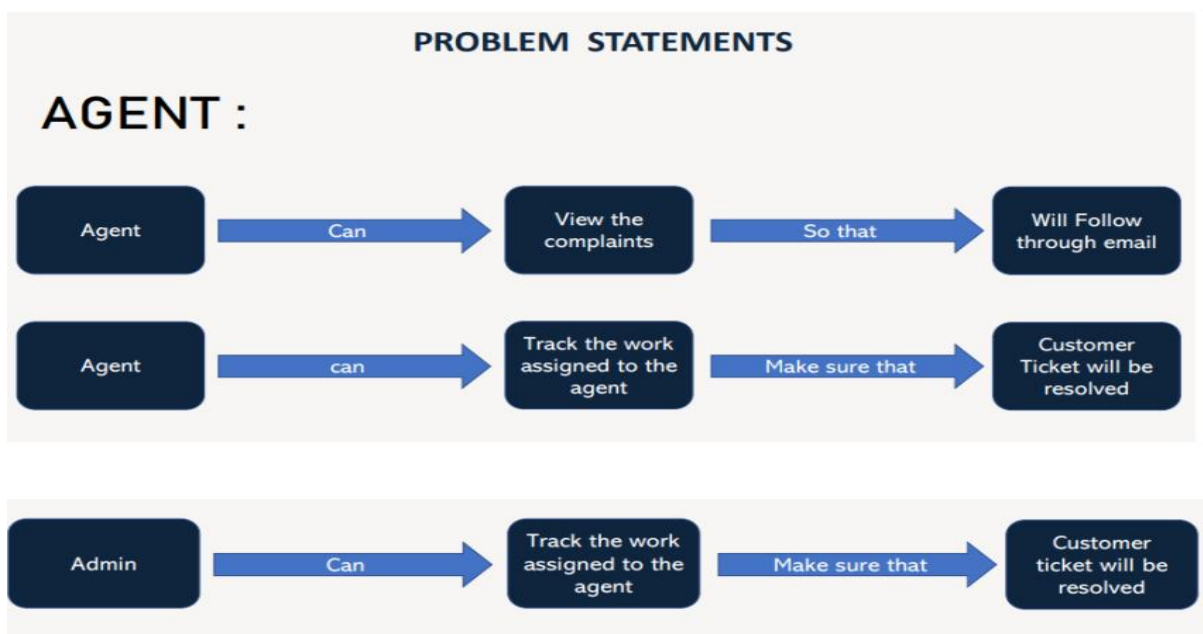 PROBLEM STATEMENTS
AGENT :
Agent
Can
View the
complaints
So that
Will Follow
through email
Agent
can
Track the work
assigned to the
agent
Make sure that
Customer
Ticket will be
resolved
Admin
Can
Track the work
assigned to the
agent
Make sure that
Customer
ticket will be
resolved